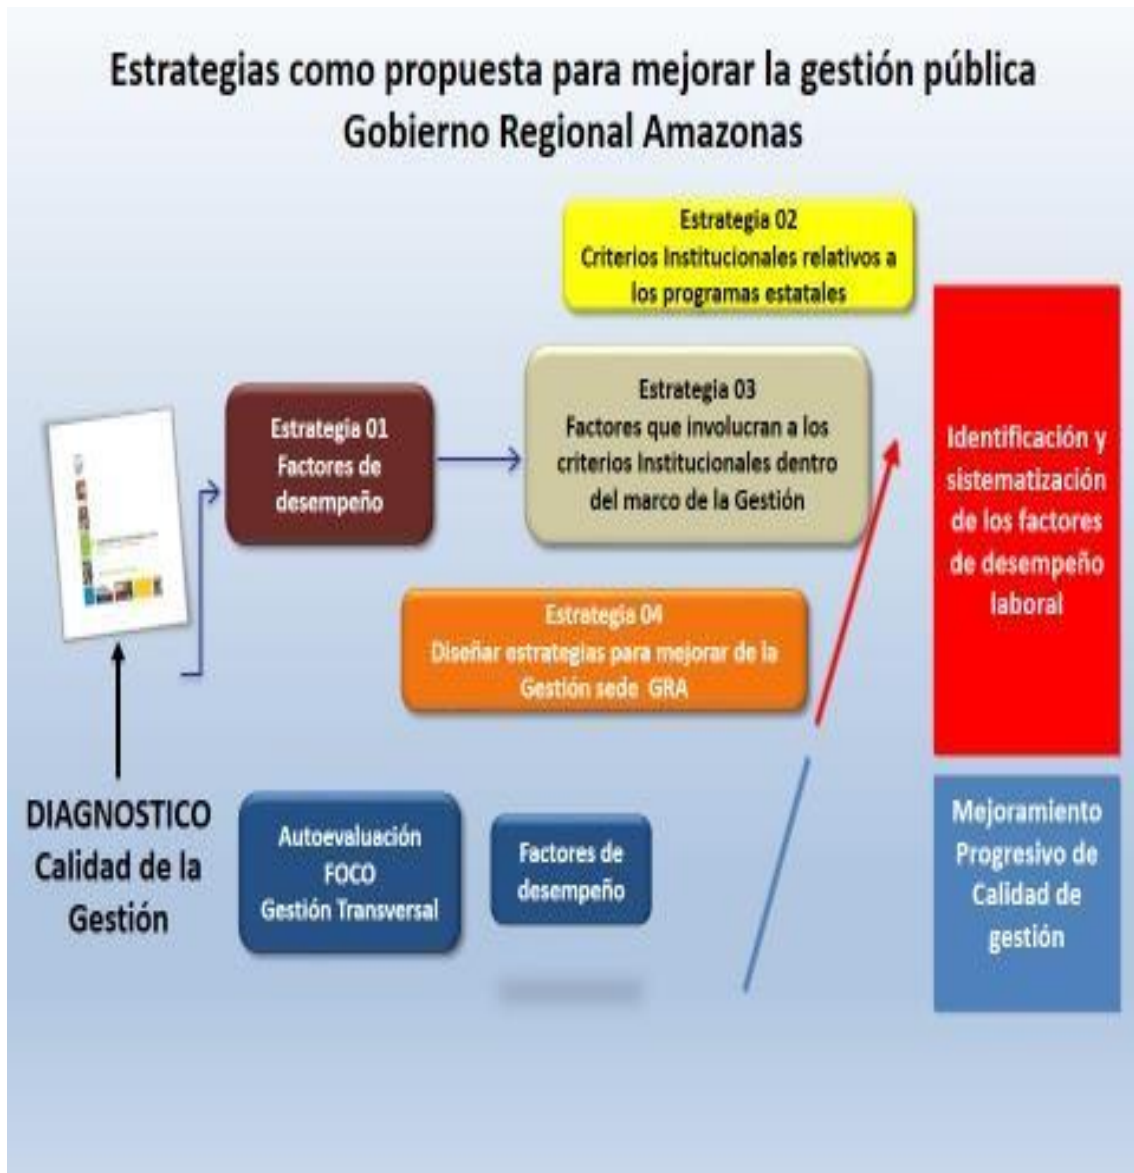 Estrategias como propuesta para mejorar la gestión pública
Gobierno Regional Amazonas
Estrategia 02
Criterios Institucionales relativos a
los programas estatales
Estrategia 01
Factores de
desempeño
Estrategia 03
Factores que involucran a los
criterios Institucionales dentro
del marco de la Gestión
Identificación y
sistematización
de los factores
de desempeño
laboral
Estrategia 04
Diseñar estrategias para mejorar de la
Gestión sede GRA
DIAGNOSTICO
Calidad de la
Gestión
Autoevaluación
FOCO
Gestión Transversal
Factores de
desempeño
Mejoramiento
Progresivo de
Calidad de
gestión